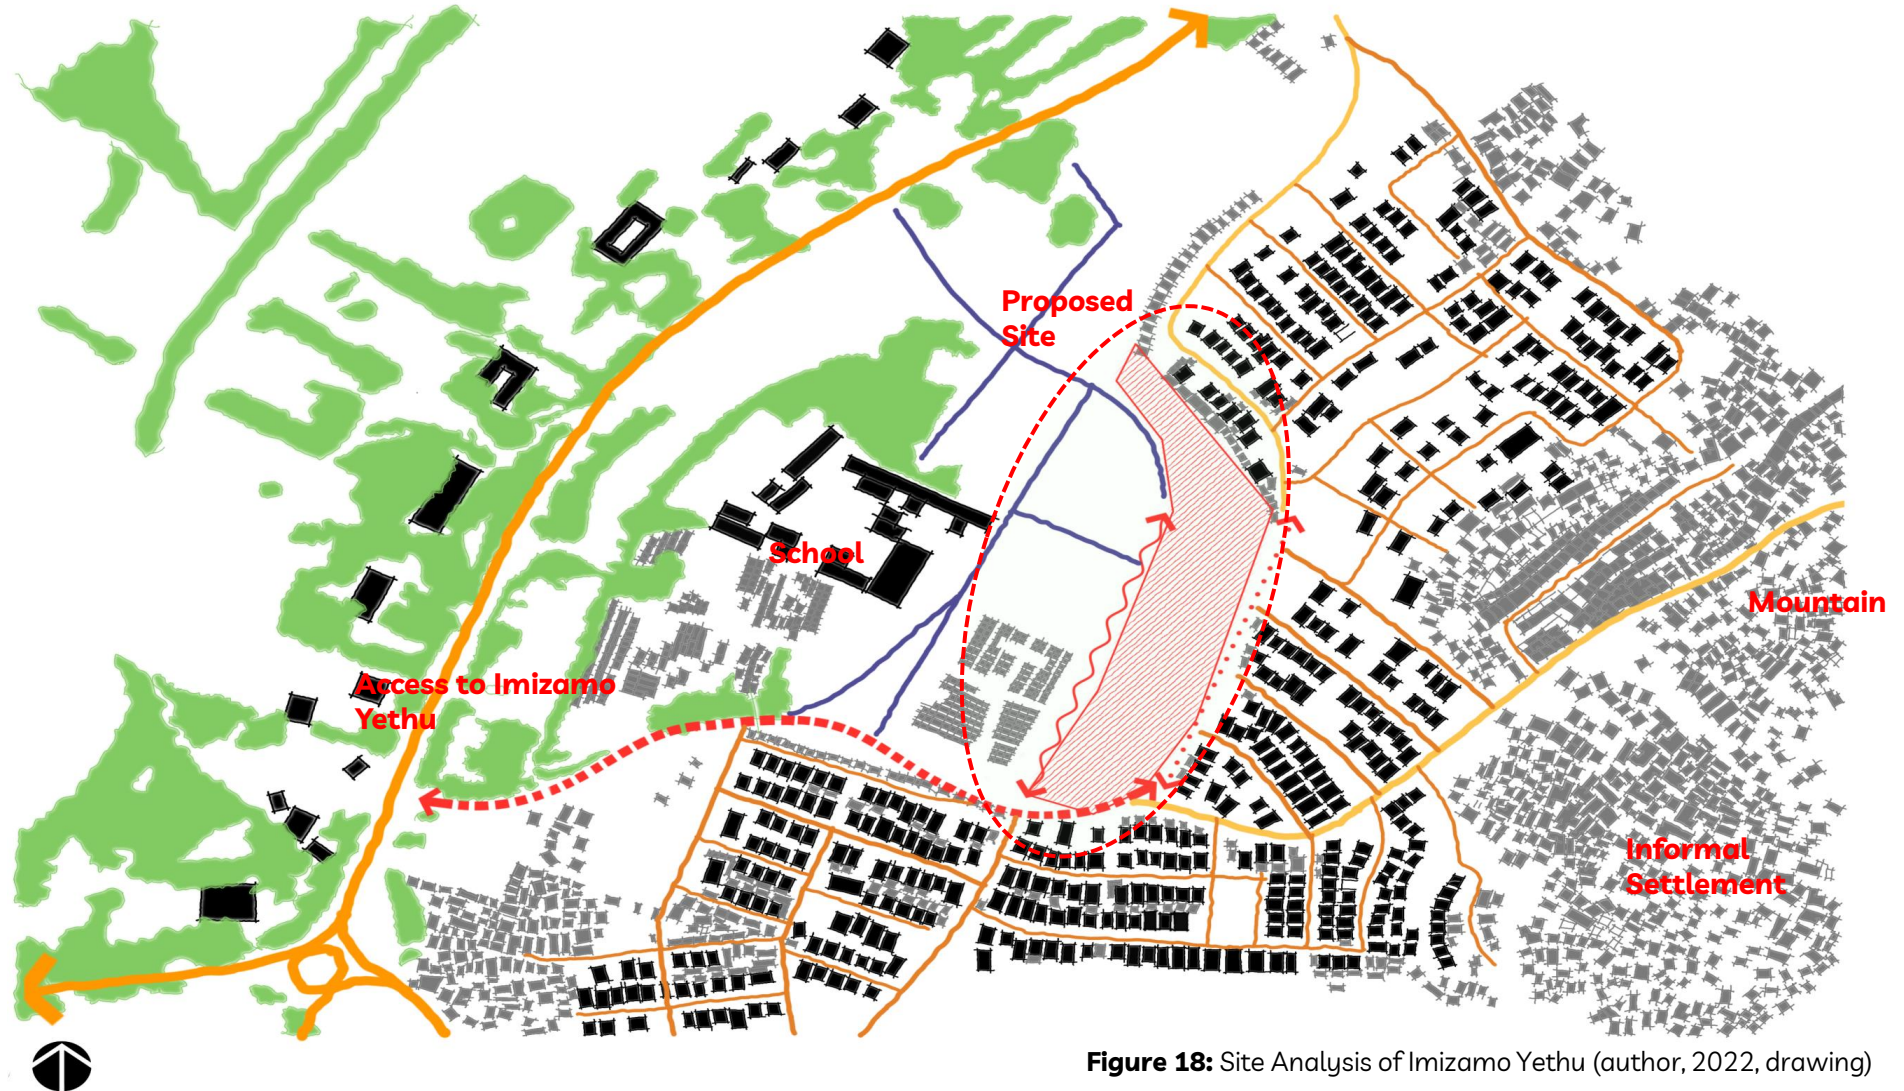 Proposed
Site
School
Mountain
Access to Imizamo
Yethu
Informal
Settlement
Figure 18: Site Analysis of Imizamo Yethu (author, 2022, drawing)